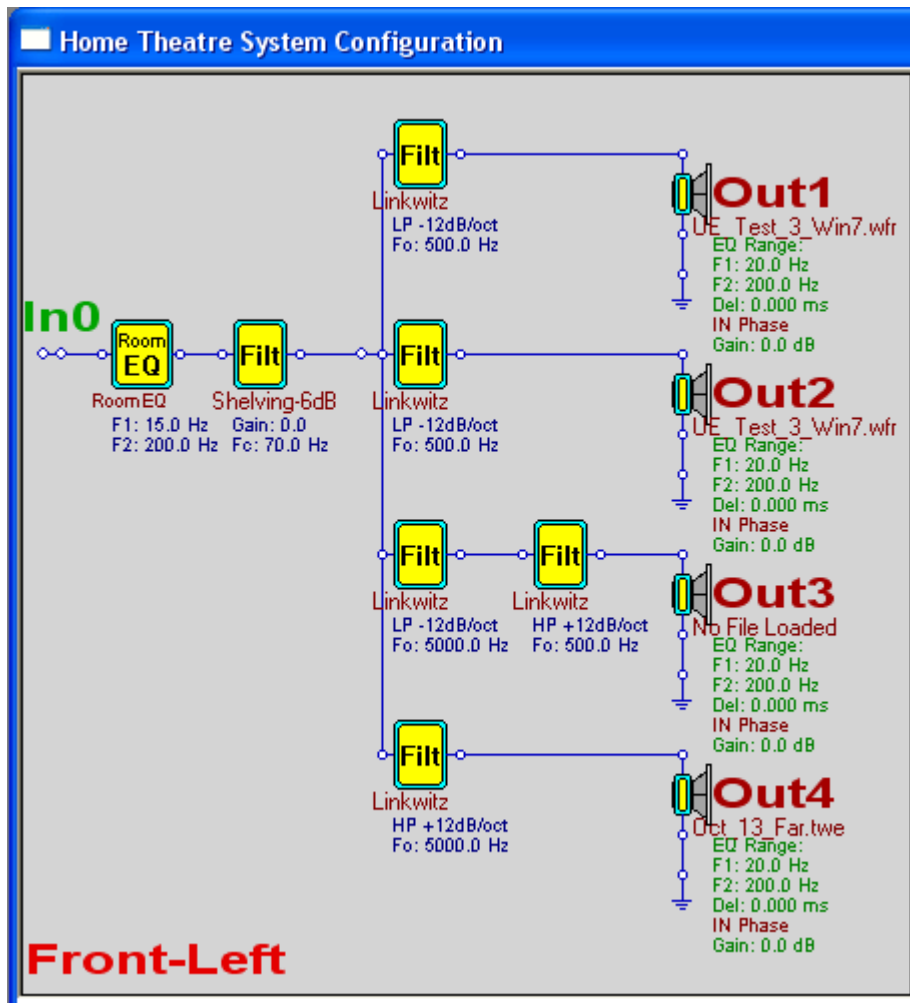 Home Theatre System Configuration
Filt
Linkwitz
LP -12dB/oct
Fo: 500.0 Hz
Out1
UE_Test_3_Win7.wfr
EQ Range:
F1: 20.0 Hz
F2: 200.0 Hz
Del: 0.000 ms
IN Phase
Gain: 0.0 dB
In0
Room
EQ
RoomEQ
F1: 15.0 Hz
F2: 200.0 Hz
Filt
Shelving-6dB
Gain: 0.0
Fc: 70.0 Hz
Filt
Linkwitz
LP -12dB/oct
Fo: 500.0 Hz
Out2
UE_Test_3_Win7.wfr
EQ Range:
F1: 20.0 Hz
F2: 200.0 Hz
Del: 0.000 ms
IN Phase
Gain: 0.0 dB
Filt
Linkwitz
LP -12dB/oct
Fo: 5000.0 Hz
Filt
Linkwitz
HP +12dB/oct
Fo: 500.0 Hz
Out3
No File Loaded
EQ Range:
F1: 20.0 Hz
F2: 200.0 Hz
Del: 0.000 ms
IN Phase
Gain: 0.0 dB
Filt
Linkwitz
HP +12dB/oct
Fo: 5000.0 Hz
Out4
Oct_13_Far.twe
EQ Range:
F1: 20.0 Hz
F2: 200.0 Hz
Del: 0.000 ms
IN Phase
Gain: 0.0 dB
Front-Left